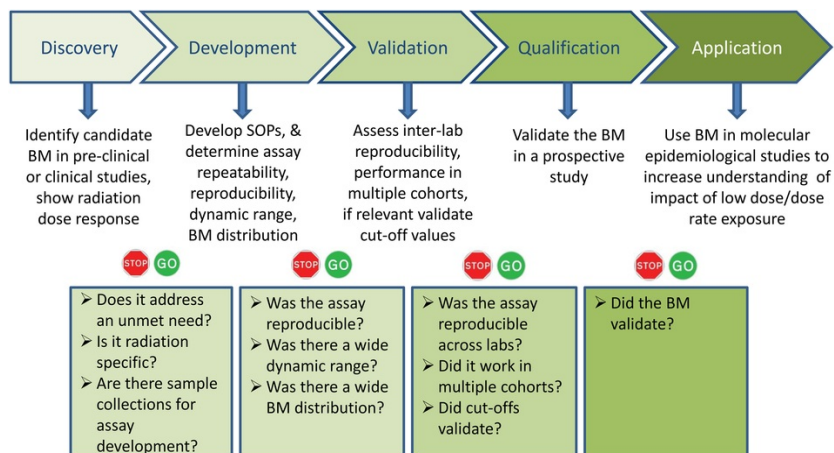 Discovery
Development
Validation
Qualification
Application
Identify candidate
BM in pre-clinical
or clinical studies,
show radiation
dose response
Develop SOPs, &
determine assay
repeatability,
reproducibility,
dynamic range,
BM distribution
Assess inter-lab
reproducibility,
performance in
multiple cohorts,
if relevant validate
cut-off values
Validate the BM
in a prospective
study
Use BM in molecular
epidemiological studies to
increase understanding of
impact of low dose/dose
rate exposure
STOP GO
STOP GO
STOP GO
STOP GO
➢ Does it address
an unmet need?
➢ Is it radiation
specific?
➢ Are there sample
collections for
assay
development?
➢ Was the assay
reproducible?
➢ Was there a wide
dynamic range?
➢ Was there a wide
BM distribution?
➢ Was the assay
reproducible
across labs?
➢ Did it work in
multiple cohorts?
➢ Did cut-offs
validate?
➢ Did the BM
validate?